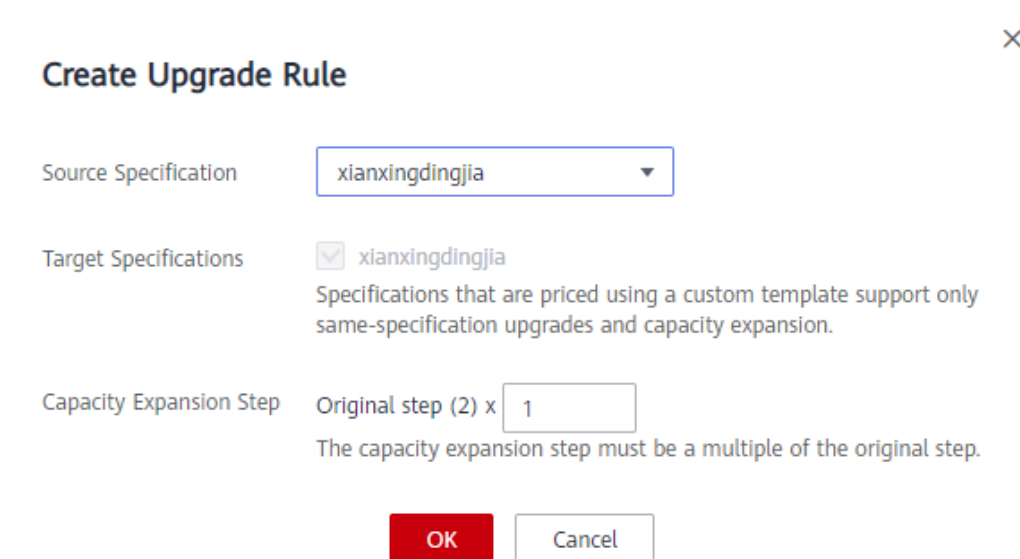 Create Upgrade Rule
Source Specification
xianxingdingjia
Target Specifications
xianxingdingjia
Specifications that are priced using a custom template support only
same-specification upgrades and capacity expansion.
Capacity Expansion Step
Original step (2) x 1
The capacity expansion step must be a multiple of the original step.
OK
Cancel